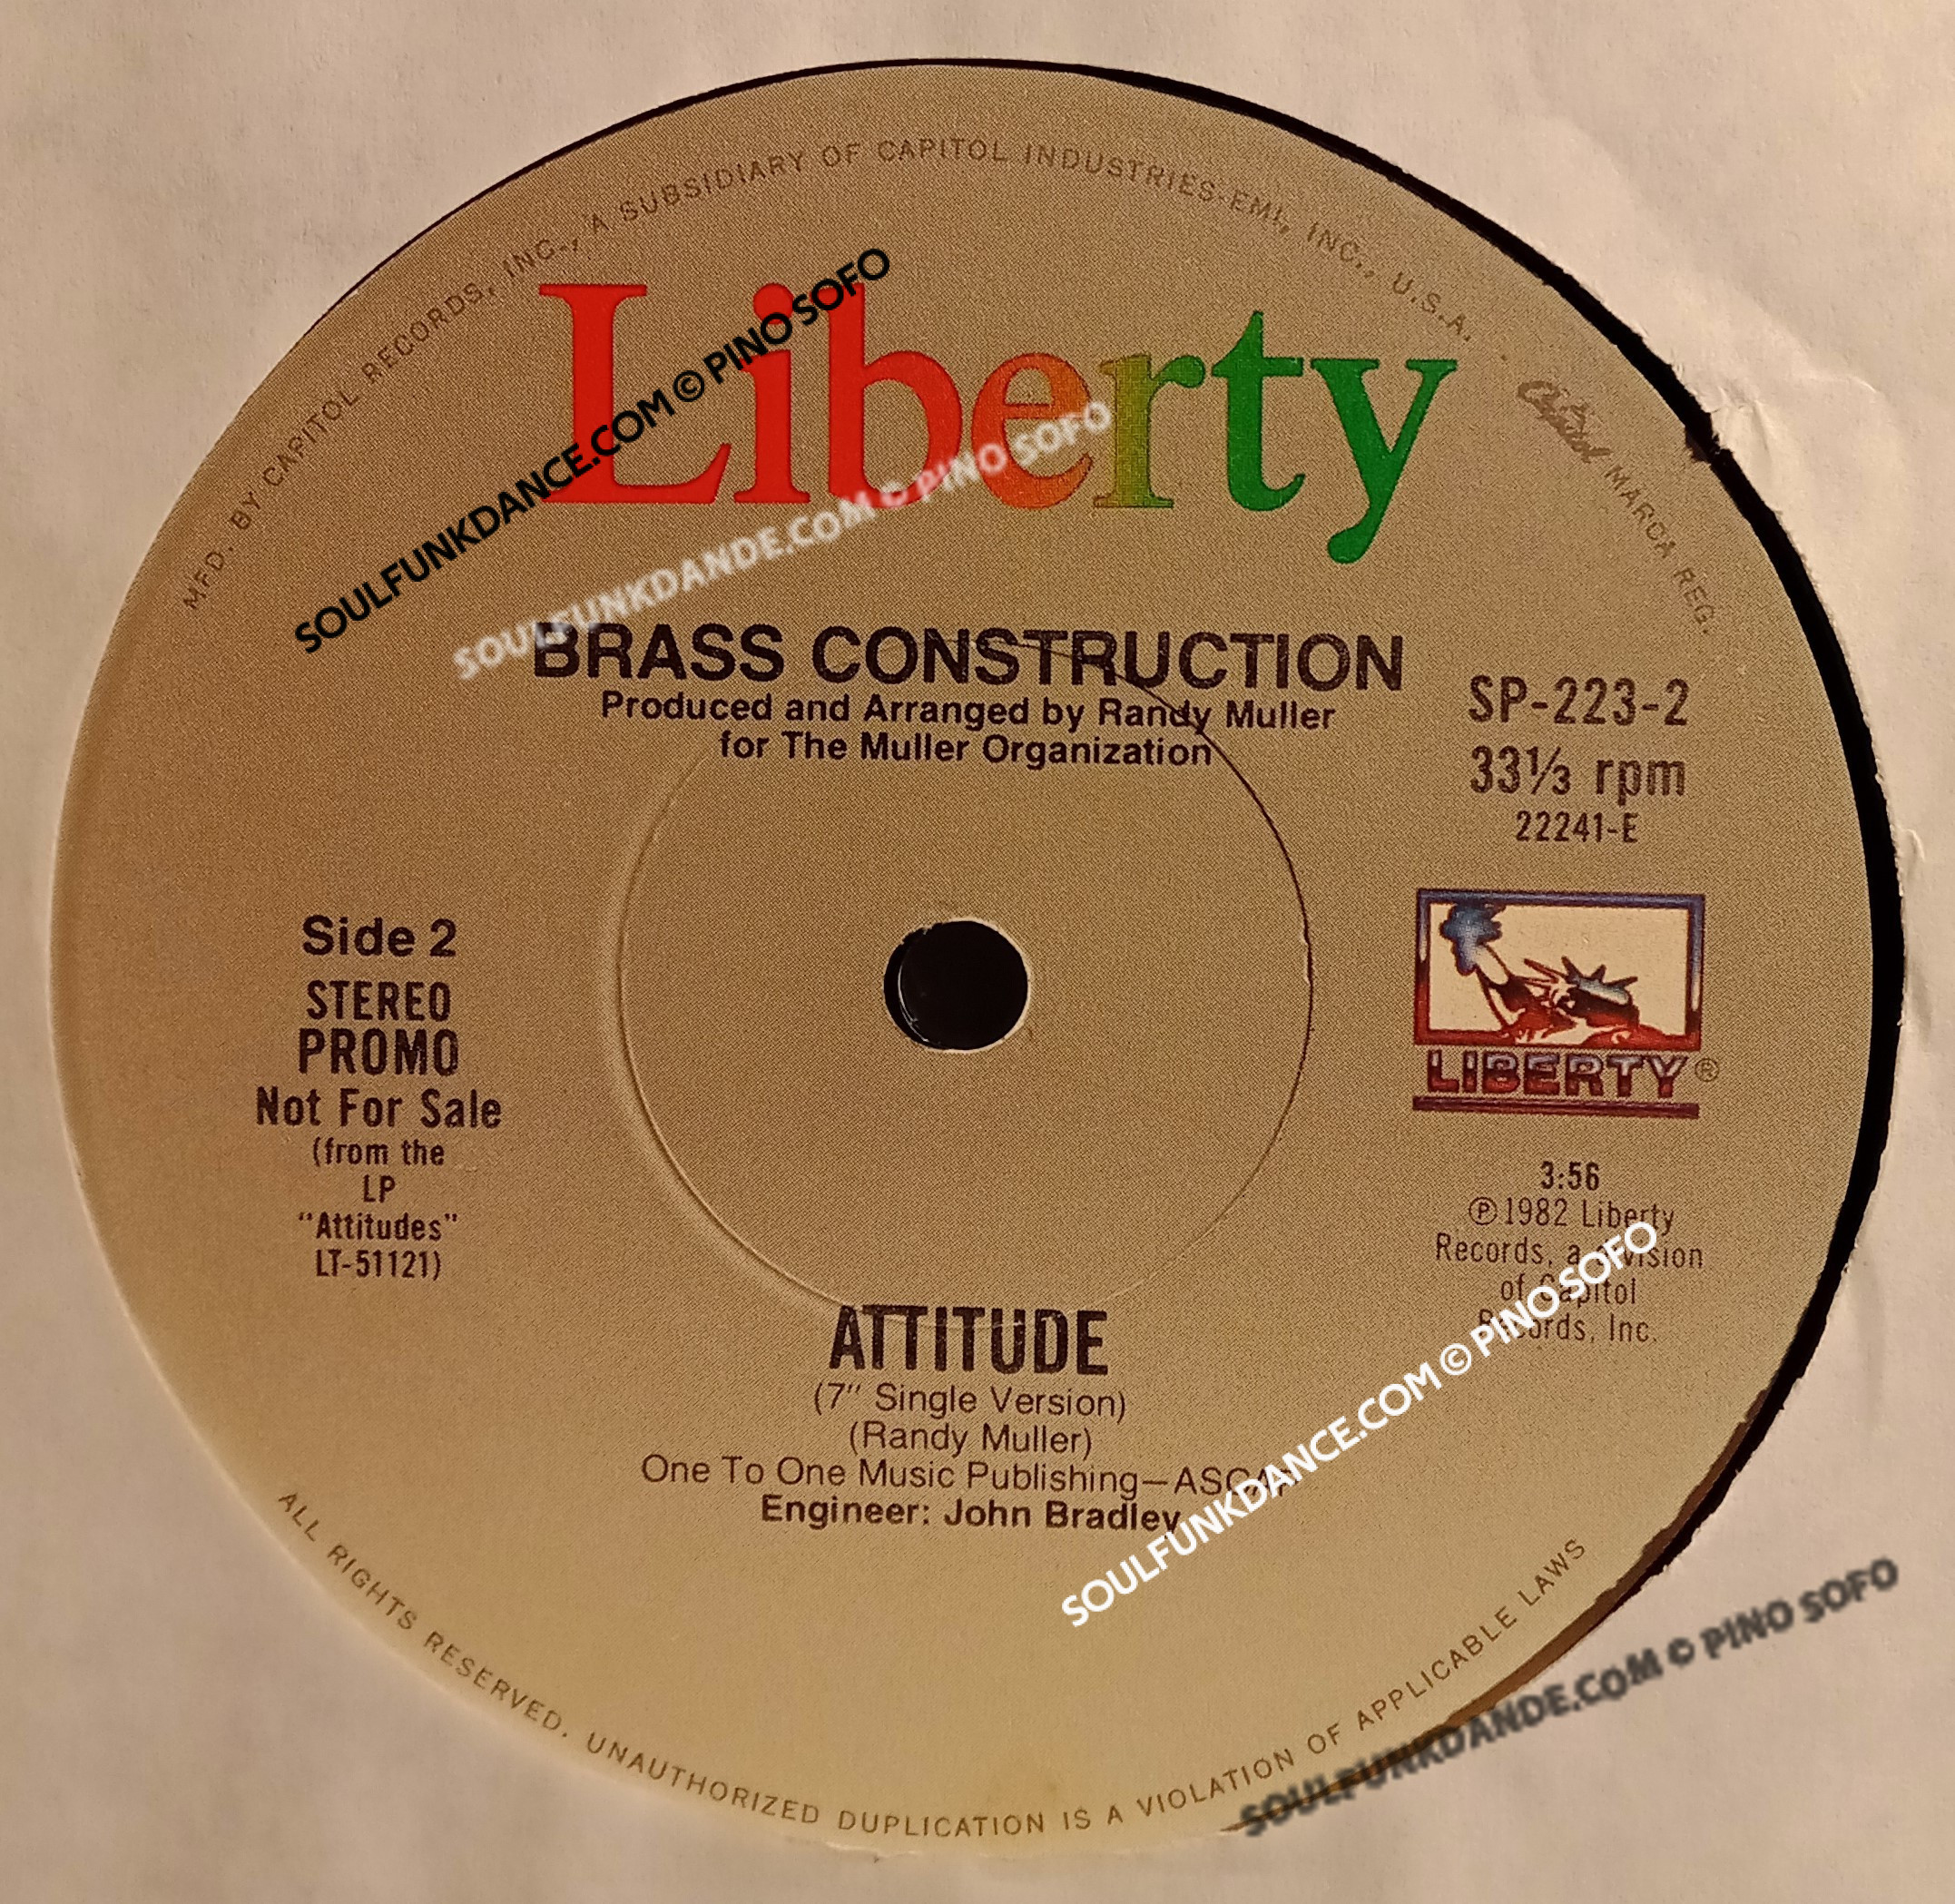 MFD. BY CAPITOL RECORDS, INC., A SUBSIDIARY OF CAPITOL INDUSTRIES-EMI, INC., U.S.A. . Capitol MARCA REG.
Liberty
SOULFUNKDANCE.COM © PINO SOFO
SOULFUNKDANDE.COM © PINO SOFO
BRASS CONSTRUCTION
Produced and Arranged by Randy Muller
for The Muller Organization
SP-223-2
33⅓ rpm
22241-E
Side 2
STEREO
PROMO
Not For Sale
(from the
LP
"Attitudes"
LT-51121)
LIBERTY®
3:56
℗1982 Liberty
Records, a division
of Capitol
Records, Inc.
ATTITUDE
(7" Single Version)
(Randy Muller)
One To One Music Publishing—ASCAP
Engineer: John Bradley
SOULFUNKDANCE.COM © PINO SOFO
SOULFUNKDANDE.COM © PINO SOFO
ALL RIGHTS RESERVED. UNAUTHORIZED DUPLICATION IS A VIOLATION OF APPLICABLE LAWS